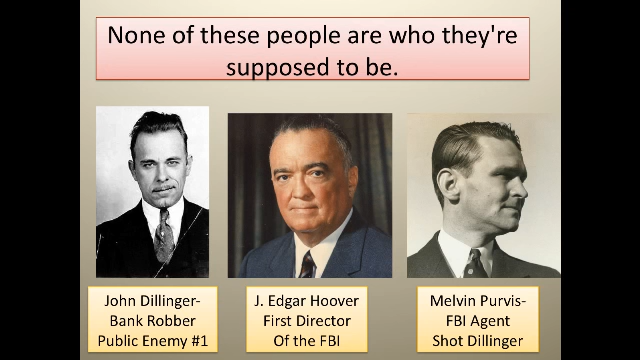 None of these people are who they're
supposed to be.
John Dillinger-
Bank Robber
Public Enemy #1
J. Edgar Hoover
First Director
Of the FBI
Melvin Purvis-
FBI Agent
Shot Dillinger